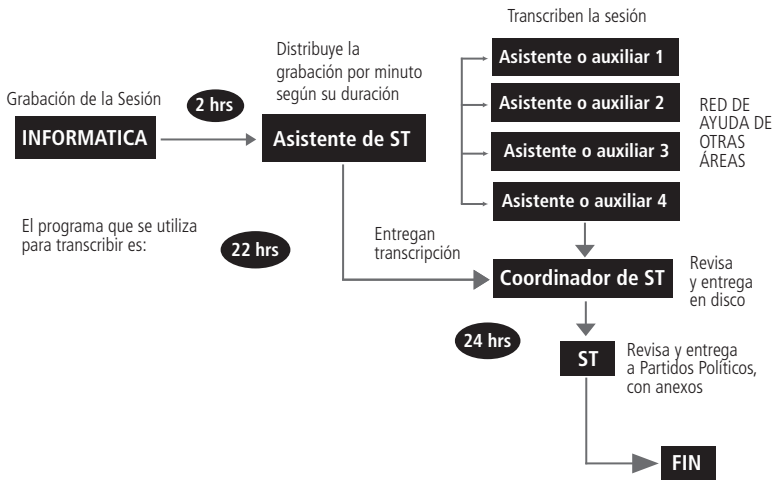 Transcriben la sesión
Distribuye la
grabación por minuto
según su duración
Asistente o auxiliar 1
Asistente o auxiliar 2
Asistente o auxiliar 3
Asistente o auxiliar 4
RED DE
AYUDA DE
OTRAS
ÁREAS
Grabación de la Sesión
2 hrs
INFORMATICA
Asistente de ST
El programa que se utiliza
para transcribir es:
22 hrs
Entregan
transcripción
Coordinador de ST
Revisa
y entrega
en disco
24 hrs
ST
Revisa y entrega
a Partidos Políticos,
con anexos
FIN